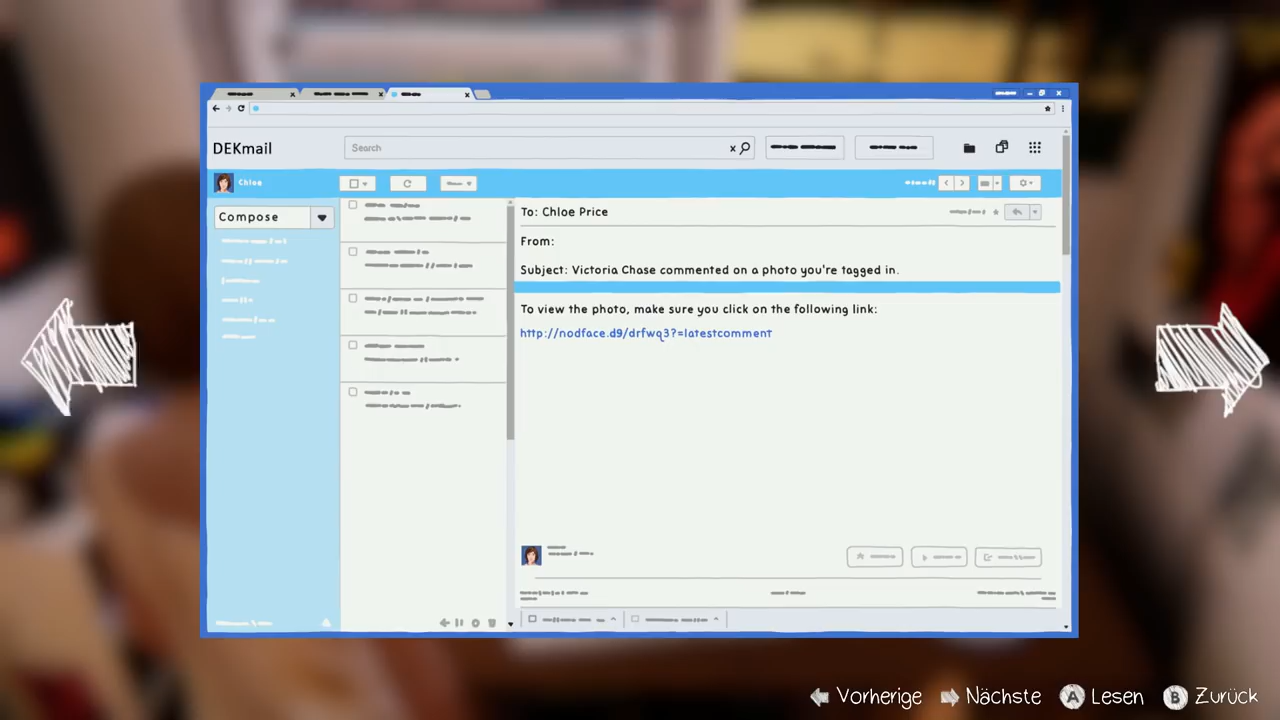 DEKmail
Search
Chloe
Compose
To: Chloe Price
From:
Subject: Victoria Chase commented on a photo you're tagged in.
To view the photo, make sure you click on the following link:
http://nodface.d9/drfwq3?=latestcomment
Vorherige
Nächste
A Lesen
B Zurück